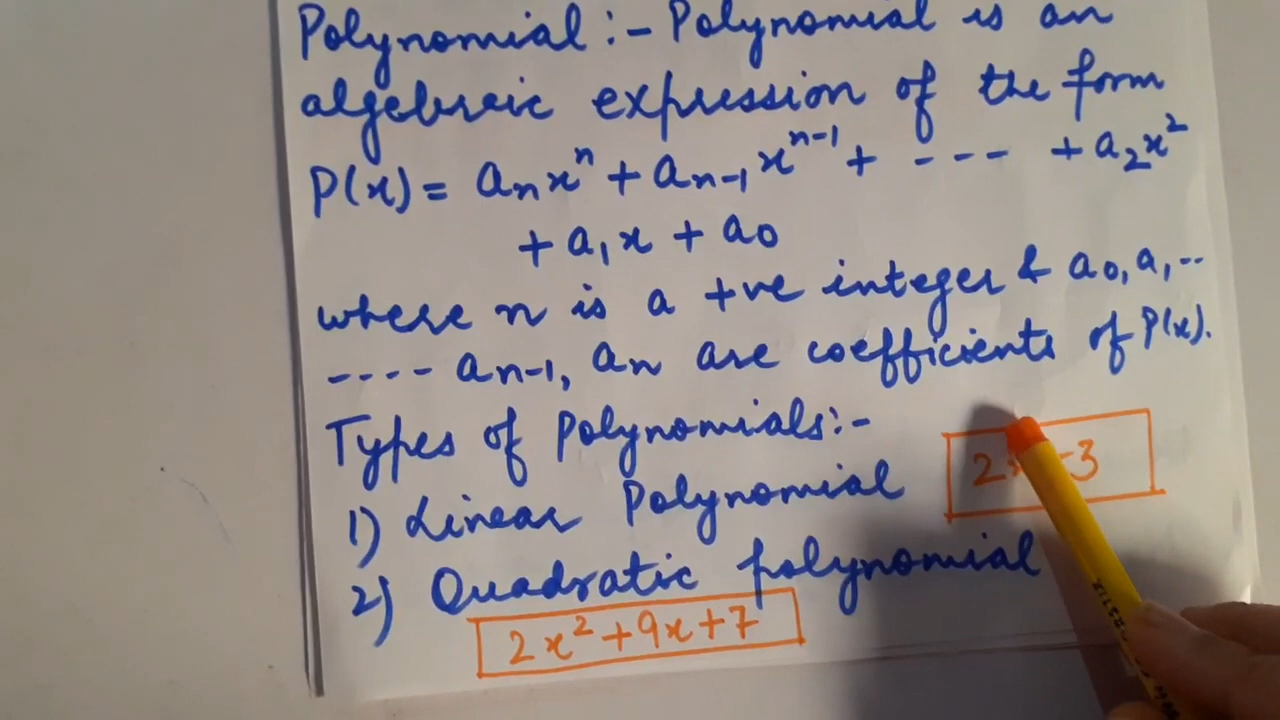 Polynomial :- Polynomial is an
algebraic expression of the form
P(x) = aₙxⁿ + aₙ₋₁xⁿ⁻¹ + ---- + a₂x²
+ a₁x + a₀
where n is a +ve integer & a₀, a₁--
---- aₙ₋₁, aₙ are coefficients of P(x).
Types of Polynomials:-
1) Linear Polynomial
2) Quadratic polynomial
2x²+9x+7